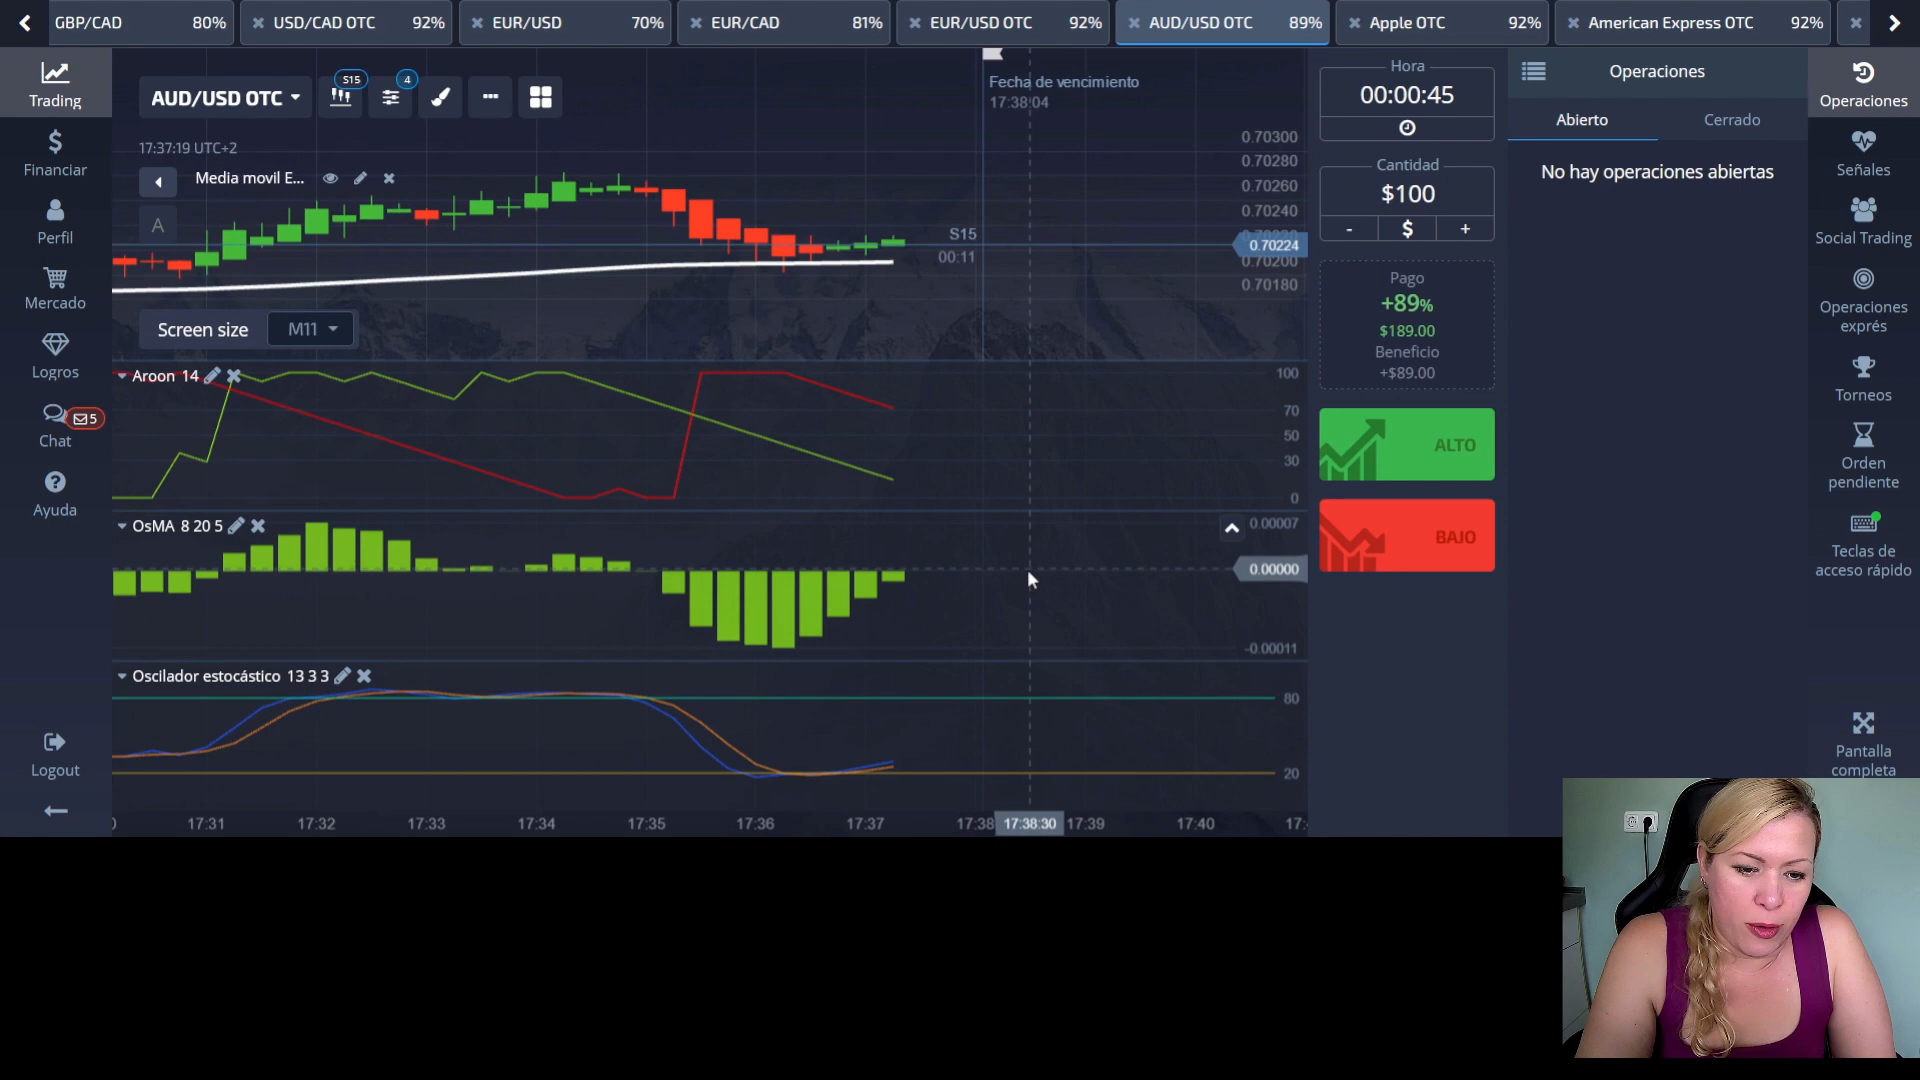 GBP/CAD 80%
USD/CAD OTC 92%
EUR/USD 70%
EUR/CAD 81%
EUR/USD OTC 92%
AUD/USD OTC 89%
Apple OTC 92%
American Express OTC 92%
Trading
Financiar
Perfil
Mercado
Logros
Chat
5
Ayuda
Logout
AUD/USD OTC
S15
4
17:37:19 UTC+2
Media movil E...
A
Fecha de vencimiento
17:38:04
S15
00:11
0.70300
0.70280
0.70260
0.70240
0.70224
0.70200
0.70180
Screen size M11
Aroon 14
100
70
50
30
0
OsMA 8 20 5
0.00007
0.00000
-0.00011
Oscilador estocástico 13 3 3
80
20
17:31 17:32 17:33 17:34 17:35 17:36 17:37 17:38 17:38:30 17:39 17:40
Hora
00:00:45
Cantidad
$100
- $ +
Pago
+89%
$189.00
Beneficio
+$89.00
ALTO
BAJO
Operaciones
Abierto Cerrado
No hay operaciones abiertas
Operaciones
Señales
Social Trading
Operaciones
exprés
Torneos
Orden
pendiente
Teclas de
acceso rápido
Pantalla
completa